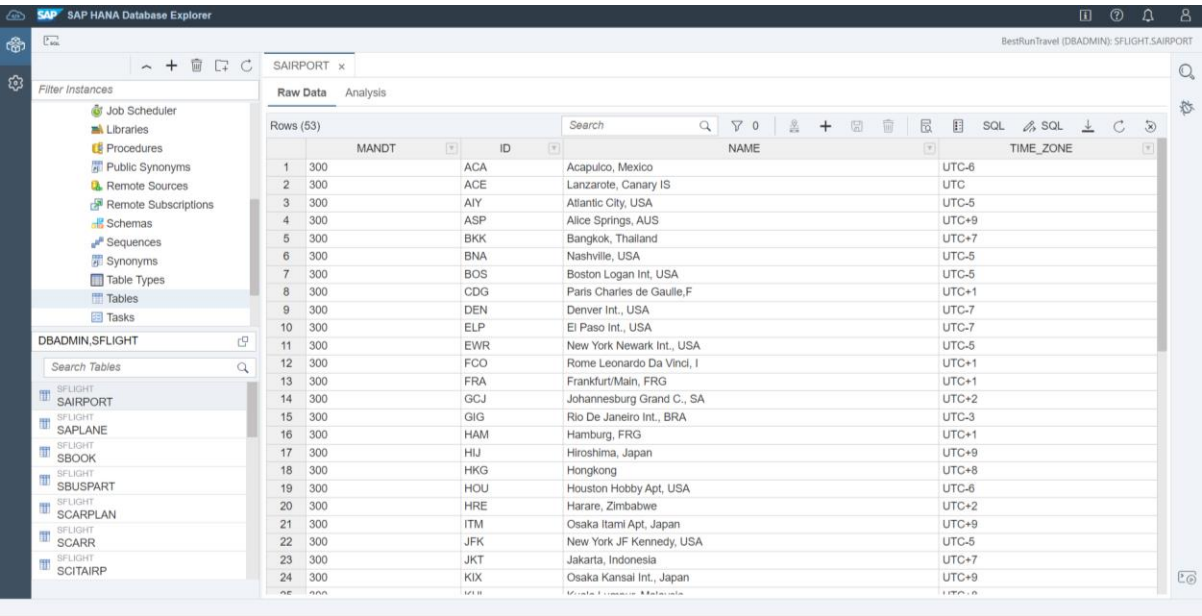 SAP SAP HANA Database Explorer
SQL
BestRunTravel (DBADMIN): SFLIGHT.SAIRPORT
Filter Instances
Job Scheduler
Libraries
Procedures
Public Synonyms
Remote Sources
Remote Subscriptions
Schemas
Sequences
Synonyms
Table Types
Tables
Tasks
DBADMIN,SFLIGHT
Search Tables
SFLIGHT
SAIRPORT
SFLIGHT
SAPLANE
SFLIGHT
SBOOK
SFLIGHT
SBUSPART
SFLIGHT
SCARPLAN
SFLIGHT
SCARR
SFLIGHT
SCITAIRP
SAIRPORT x
Raw Data Analysis
Rows (53) Search 0 SQL SQL
MANDT ID NAME TIME_ZONE
1 300 ACA Acapulco, Mexico UTC-6
2 300 ACE Lanzarote, Canary IS UTC
3 300 AIY Atlantic City, USA UTC-5
4 300 ASP Alice Springs, AUS UTC+9
5 300 BKK Bangkok, Thailand UTC+7
6 300 BNA Nashville, USA UTC-5
7 300 BOS Boston Logan Int, USA UTC-5
8 300 CDG Paris Charles de Gaulle,F UTC+1
9 300 DEN Denver Int., USA UTC-7
10 300 ELP El Paso Int., USA UTC-7
11 300 EWR New York Newark Int., USA UTC-5
12 300 FCO Rome Leonardo Da Vinci, I UTC+1
13 300 FRA Frankfurt/Main, FRG UTC+1
14 300 GCJ Johannesburg Grand C., SA UTC+2
15 300 GIG Rio De Janeiro Int., BRA UTC-3
16 300 HAM Hamburg, FRG UTC+1
17 300 HIJ Hiroshima, Japan UTC+9
18 300 HKG Hongkong UTC+8
19 300 HOU Houston Hobby Apt, USA UTC-6
20 300 HRE Harare, Zimbabwe UTC+2
21 300 ITM Osaka Itami Apt, Japan UTC+9
22 300 JFK New York JF Kennedy, USA UTC-5
23 300 JKT Jakarta, Indonesia UTC+7
24 300 KIX Osaka Kansai Int., Japan UTC+9